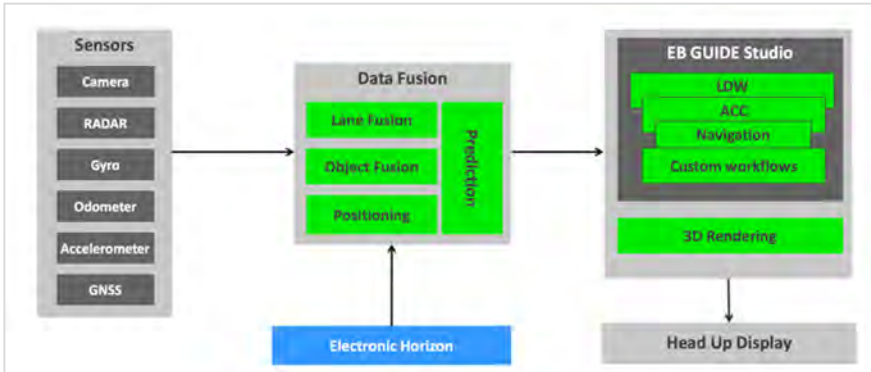 Sensors
Camera
RADAR
Gyro
Odometer
Accelerometer
GNSS
Data Fusion
Lane Fusion
Object Fusion
Positioning
Prediction
Electronic Horizon
EB GUIDE Studio
LDW
ACC
Navigation
Custom workflows
3D Rendering
Head Up Display